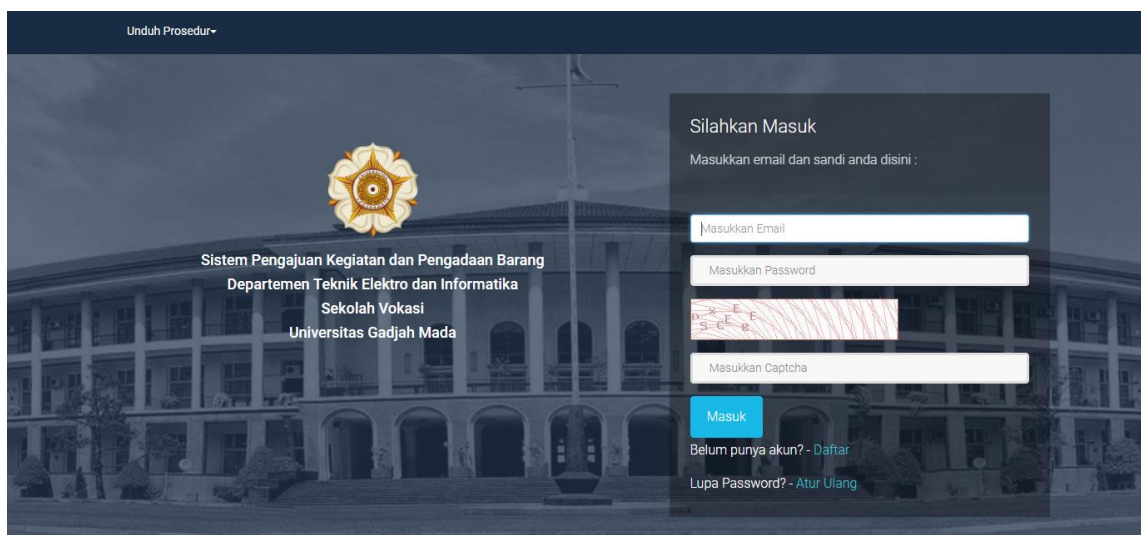 Unduh Prosedur
Sistem Pengajuan Kegiatan dan Pengadaan Barang
Departemen Teknik Elektro dan Informatika
Sekolah Vokasi
Universitas Gadjah Mada
Silahkan Masuk
Masukkan email dan sandi anda disini :
Masukkan Email
Masukkan Password
Masukkan Captcha
Masuk
Belum punya akun? - Daftar
Lupa Password? - Atur Ulang